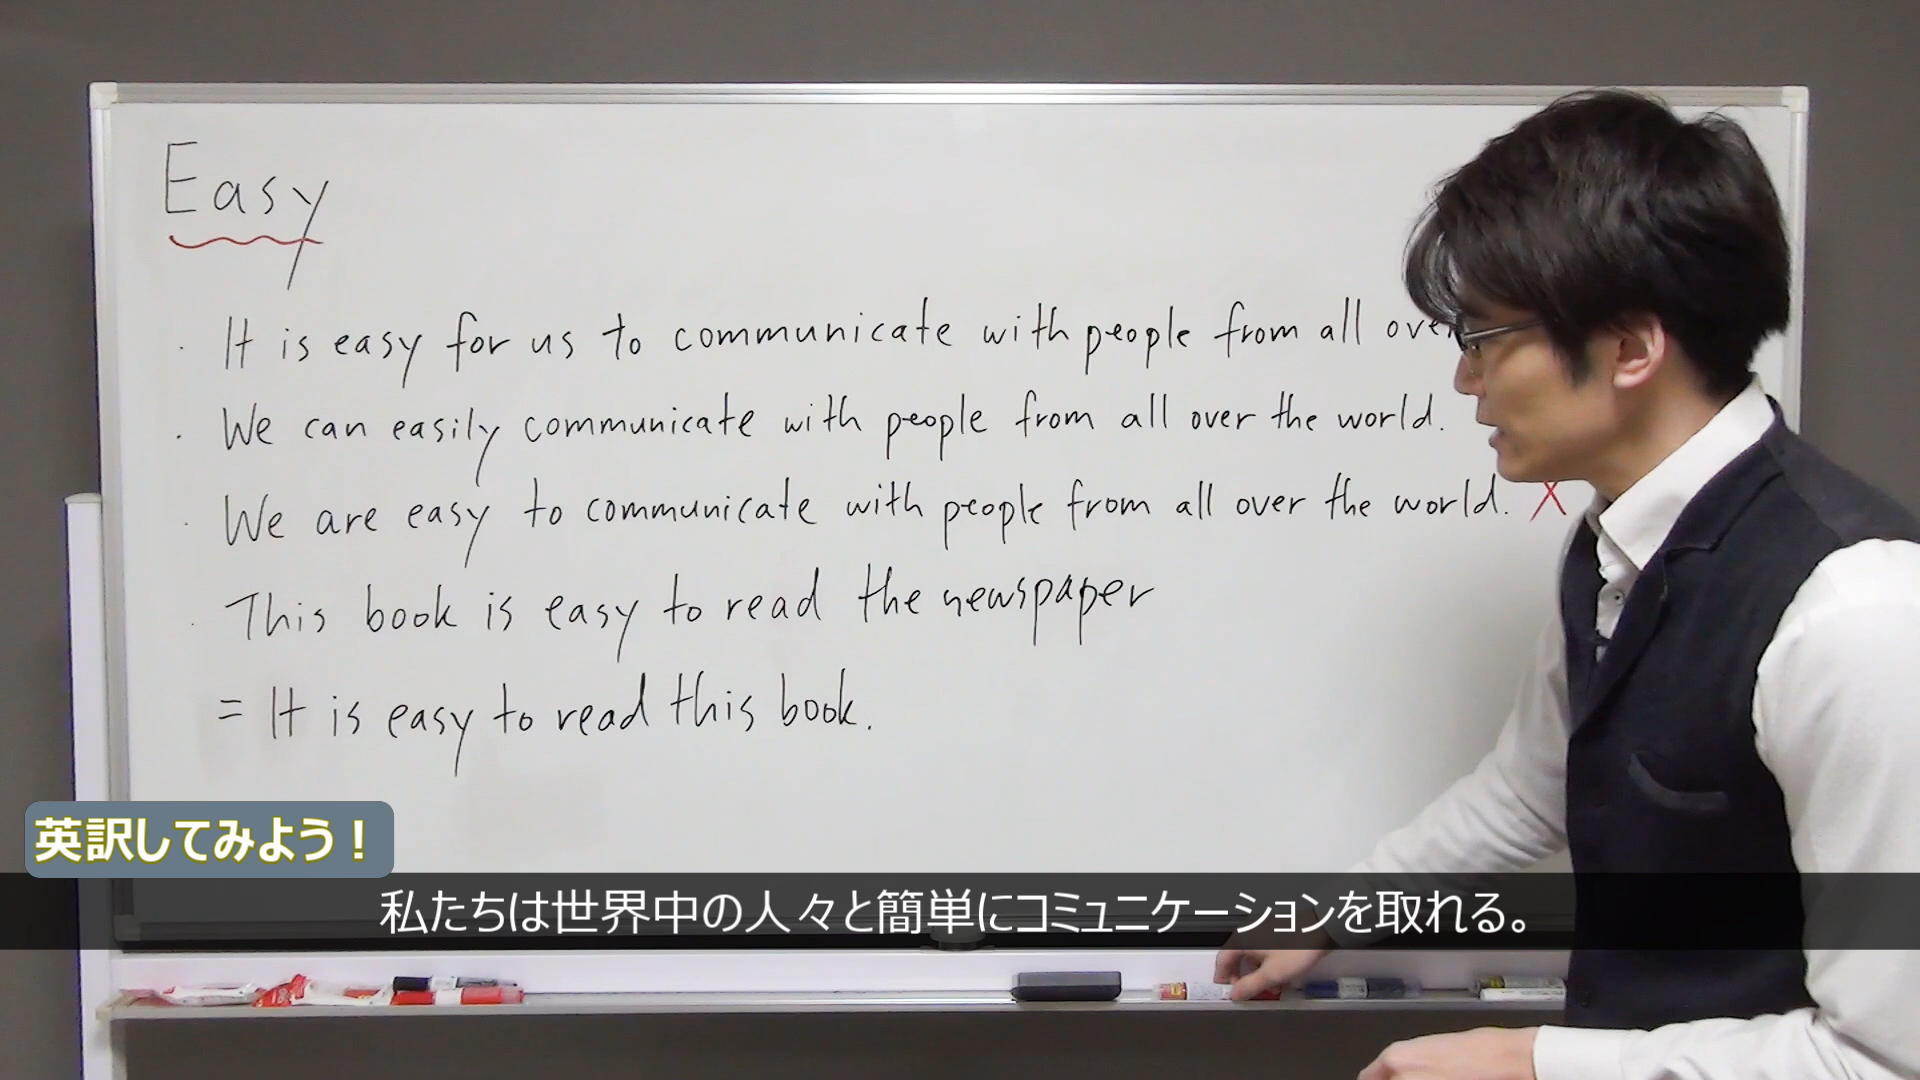 Easy
· It is easy for us to communicate with people from all over
· We can easily communicate with people from all over the world.
· We are easy to communicate with people from all over the world. X
· This book is easy to read the newspaper
= It is easy to read this book.
英訳してみよう！
私たちは世界中の人々と簡単にコミュニケーションを取れる。